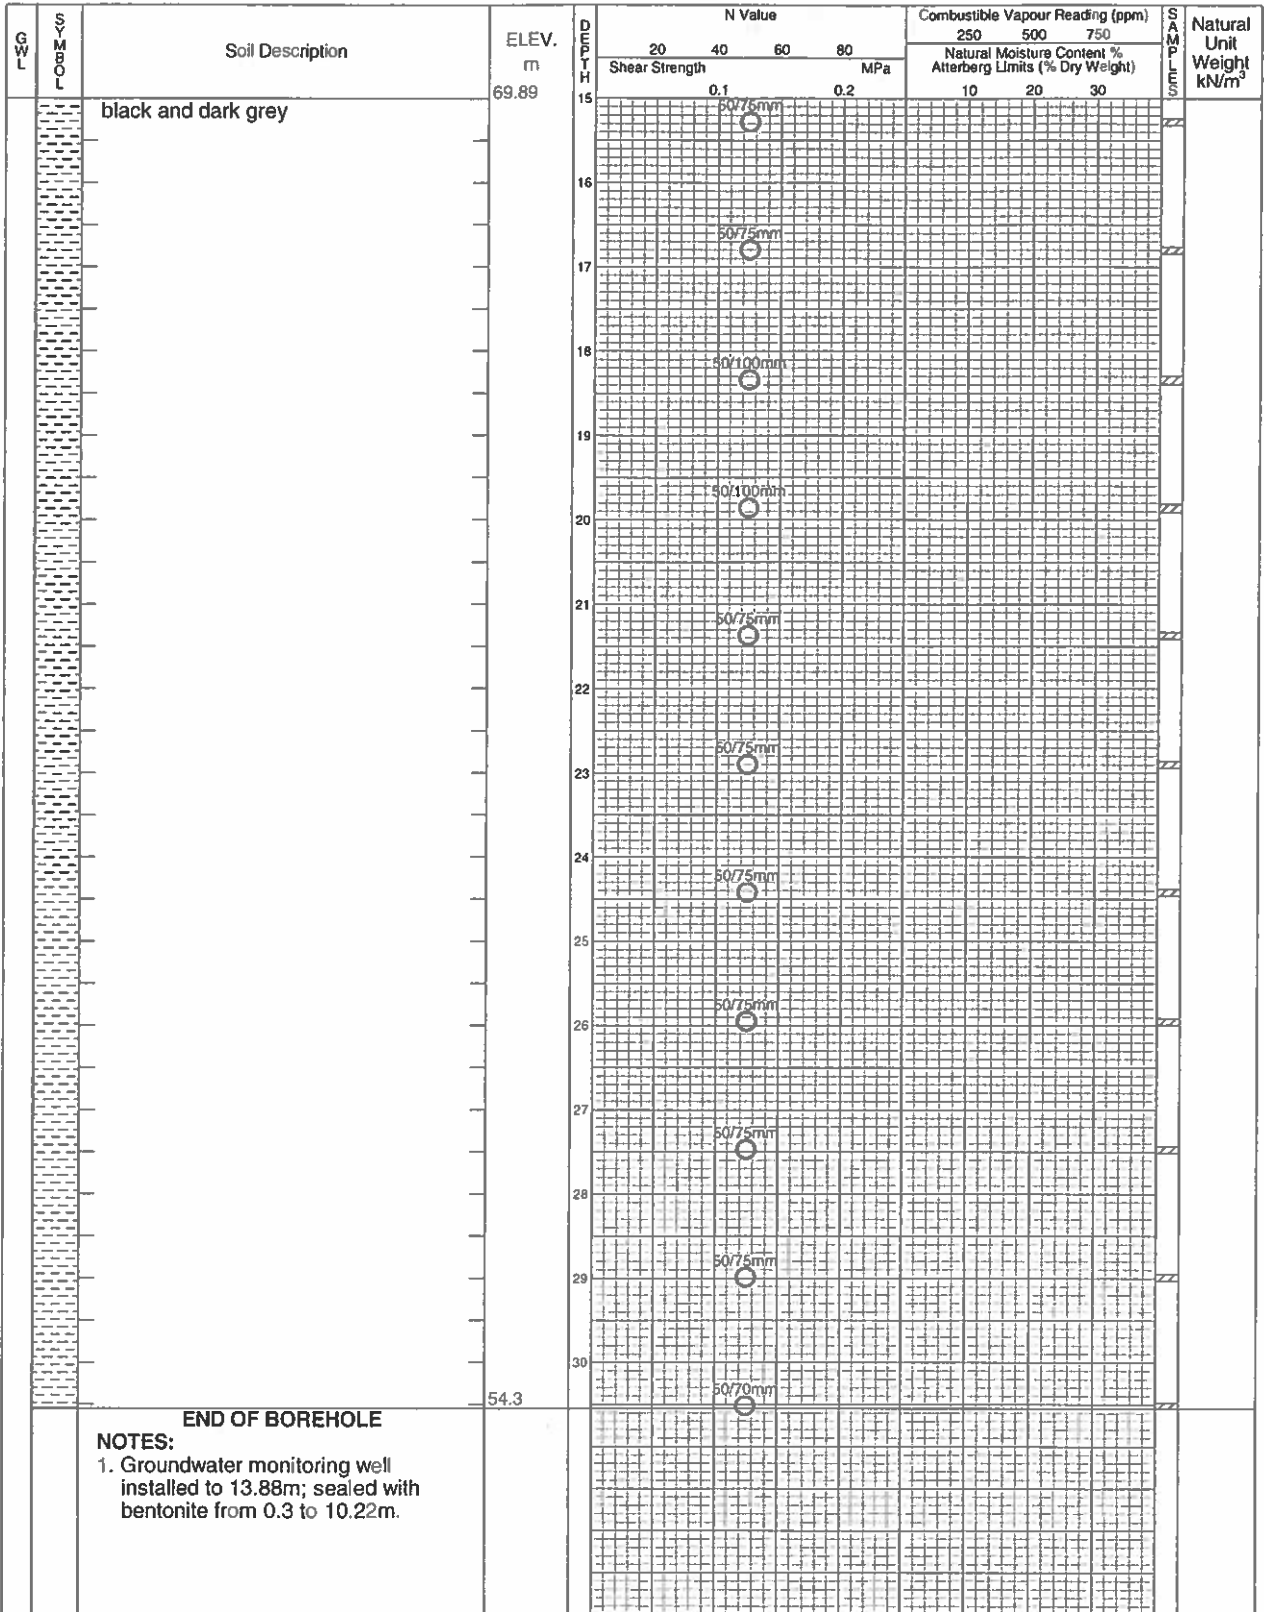 GWL
SYMBOL
Soil Description
ELEV.
m
DEPTH
N Value
20 40 60 80
Shear Strength MPa
0.1 0.2
Combustible Vapour Reading (ppm)
250 500 750
Natural Moisture Content %
Atterberg Limits (% Dry Weight)
10 20 30
SAMPLES
Natural
Unit
Weight
kN/m³
69.89
15
black and dark grey
50/75mm
16
50/75mm
17
18
50/100mm
19
50/100mm
20
21
50/75mm
22
50/75mm
23
24
50/75mm
25
50/75mm
26
27
50/75mm
28
50/75mm
29
30
50/70mm
54.3
END OF BOREHOLE
NOTES:
1. Groundwater monitoring well
installed to 13.88m; sealed with
bentonite from 0.3 to 10.22m.